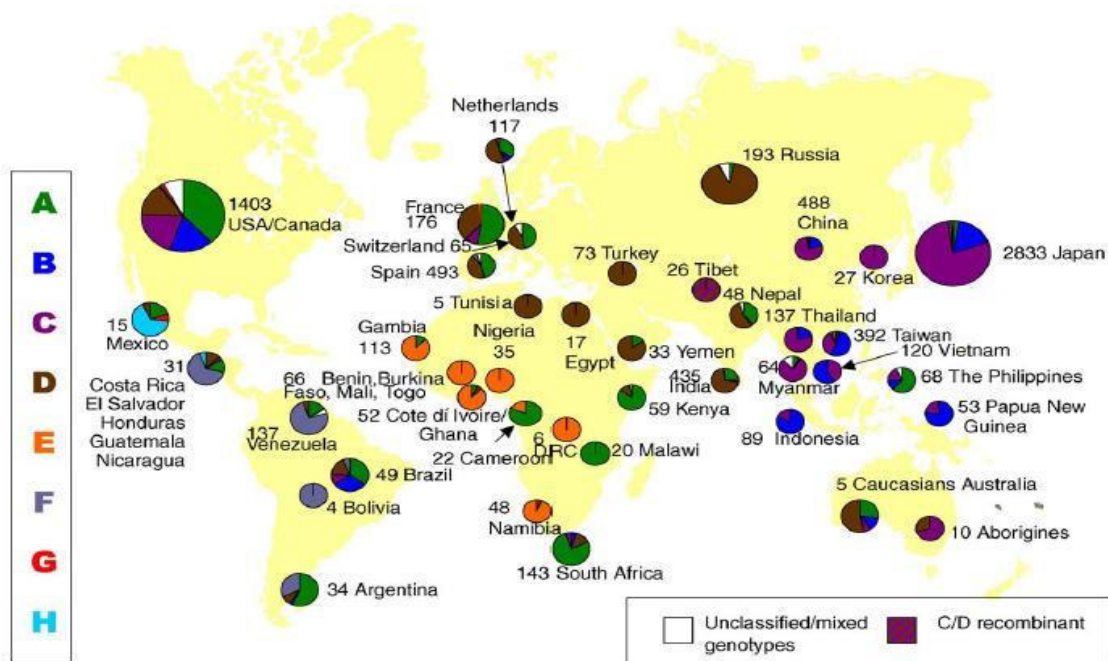 A
B
C
D
E
F
G
H
Netherlands
117
193 Russia
1403
USA/Canada
France
176
Switzerland 65
Spain 493
488
China
2833 Japan
73 Turkey
26 Tibet
27 Korea
48 Nepal
5 Tunisia
137 Thailand
15
Mexico
Gambia
113
Nigeria
35
17
Egypt
33 Yemen
392 Taiwan
120 Vietnam
31
Costa Rica
El Salvador
Honduras
Guatemala
Nicaragua
66 Benin,Burkina
Faso, Mali, Togo
435
India
64
Myanmar
68 The Philippines
52 Cote dí Ivoire/
Ghana
59 Kenya
53 Papua New
Guinea
137
Venezuela
22 Cameroon
6
DRC
20 Malawi
89 Indonesia
49 Brazil
4 Bolivia
48
Namibia
5 Caucasians Australia
10 Aborigines
143 South Africa
34 Argentina
Unclassified/mixed
genotypes
C/D recombinant